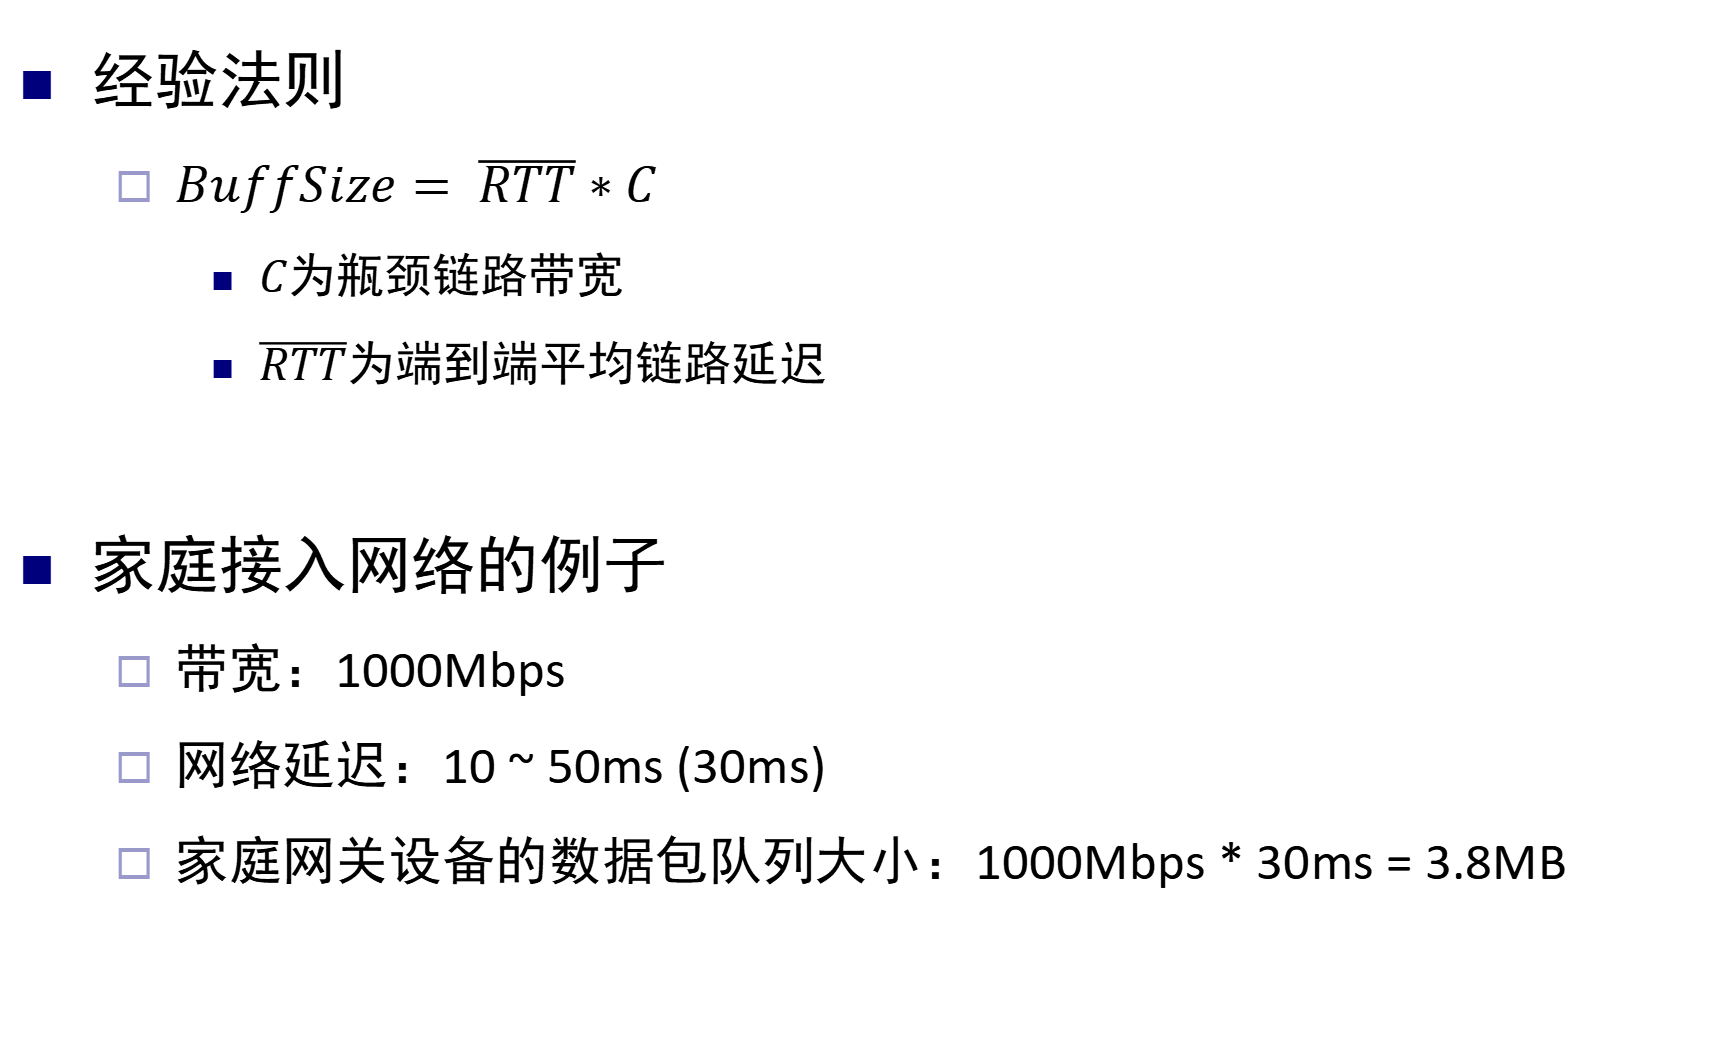 经验法则
BuffSize = \overline{RTT} * C
C为瓶颈链路带宽
\overline{RTT}为端到端平均链路延迟
家庭接入网络的例子
带宽：1000Mbps
网络延迟：10 ~ 50ms (30ms)
家庭网关设备的数据包队列大小：1000Mbps * 30ms = 3.8MB